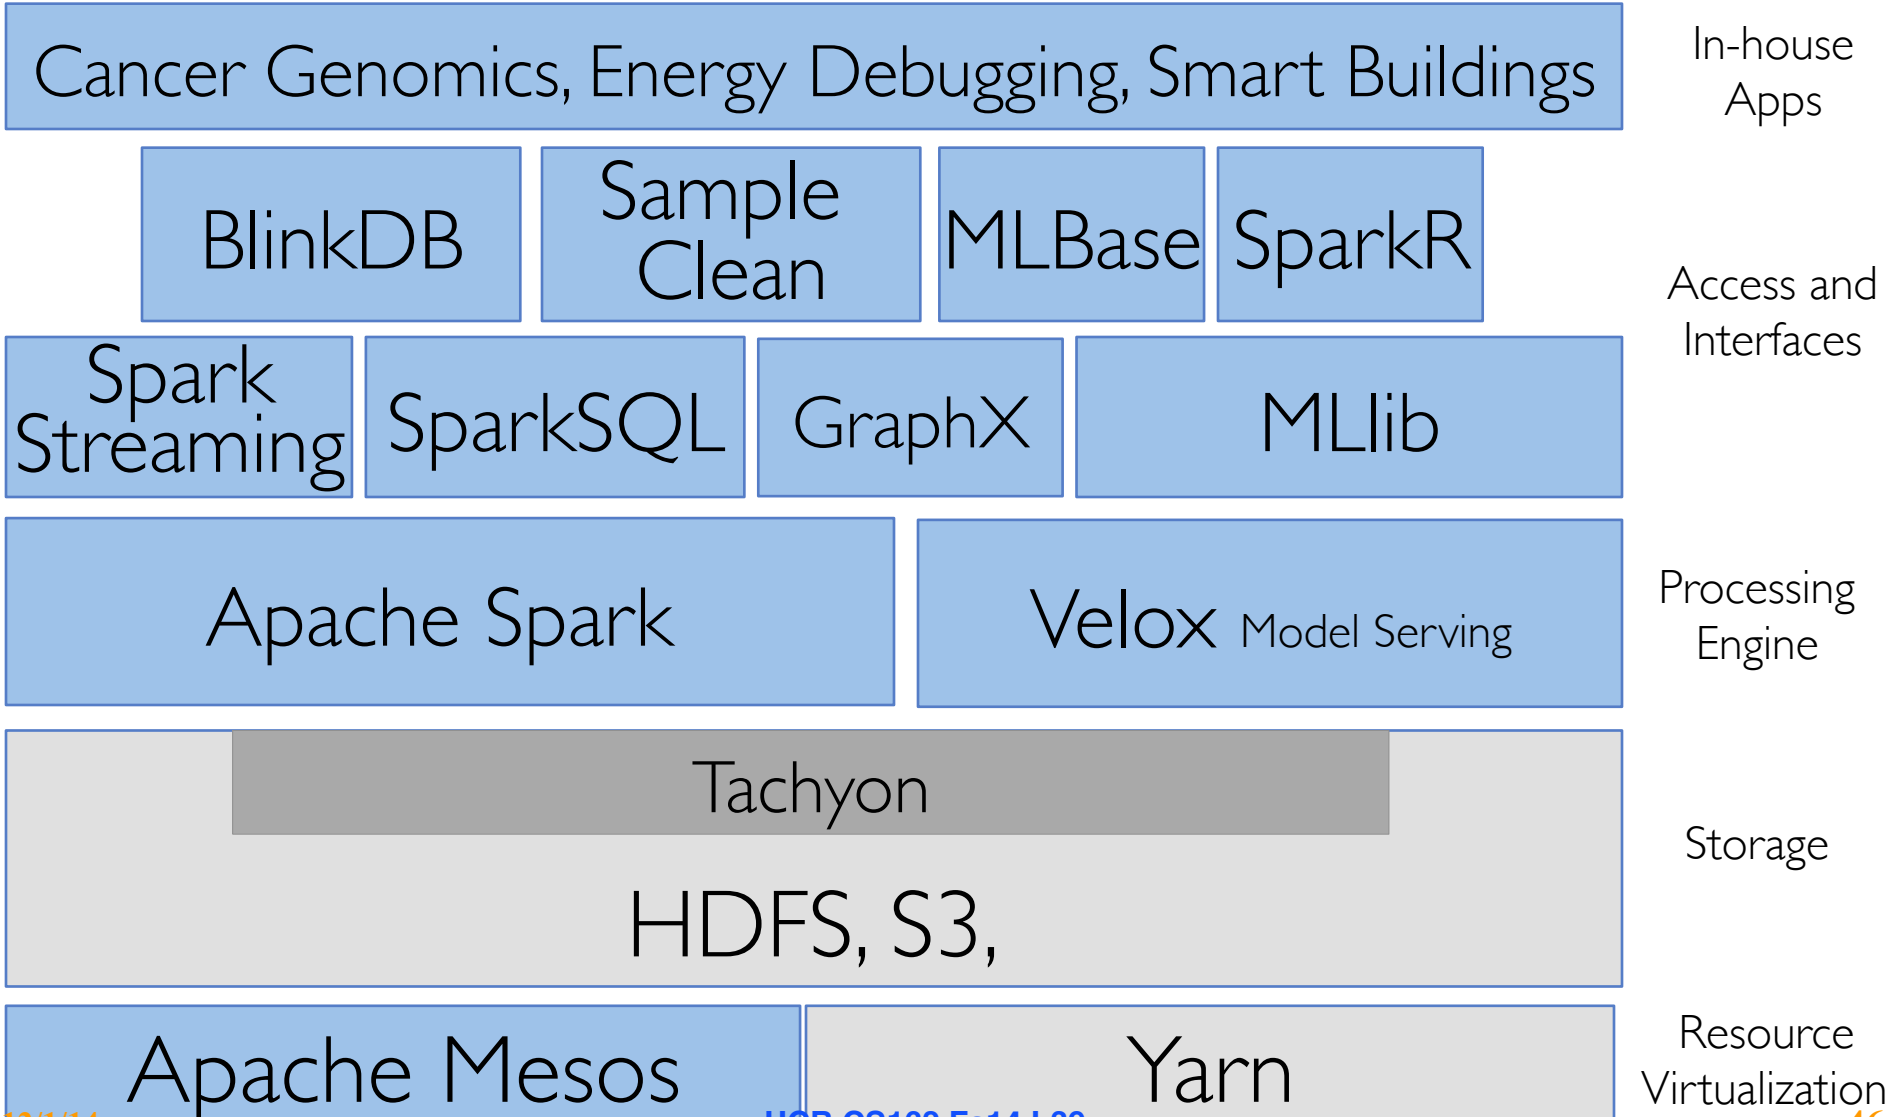 Cancer Genomics, Energy Debugging, Smart Buildings
In-house
Apps
BlinkDB
Sample
Clean
MLBase
SparkR
Access and
Interfaces
Spark
Streaming
SparkSQL
GraphX
MLlib
Apache Spark
Velox Model Serving
Processing
Engine
Tachyon
HDFS, S3,
Storage
Apache Mesos
Yarn
Resource
Virtualization